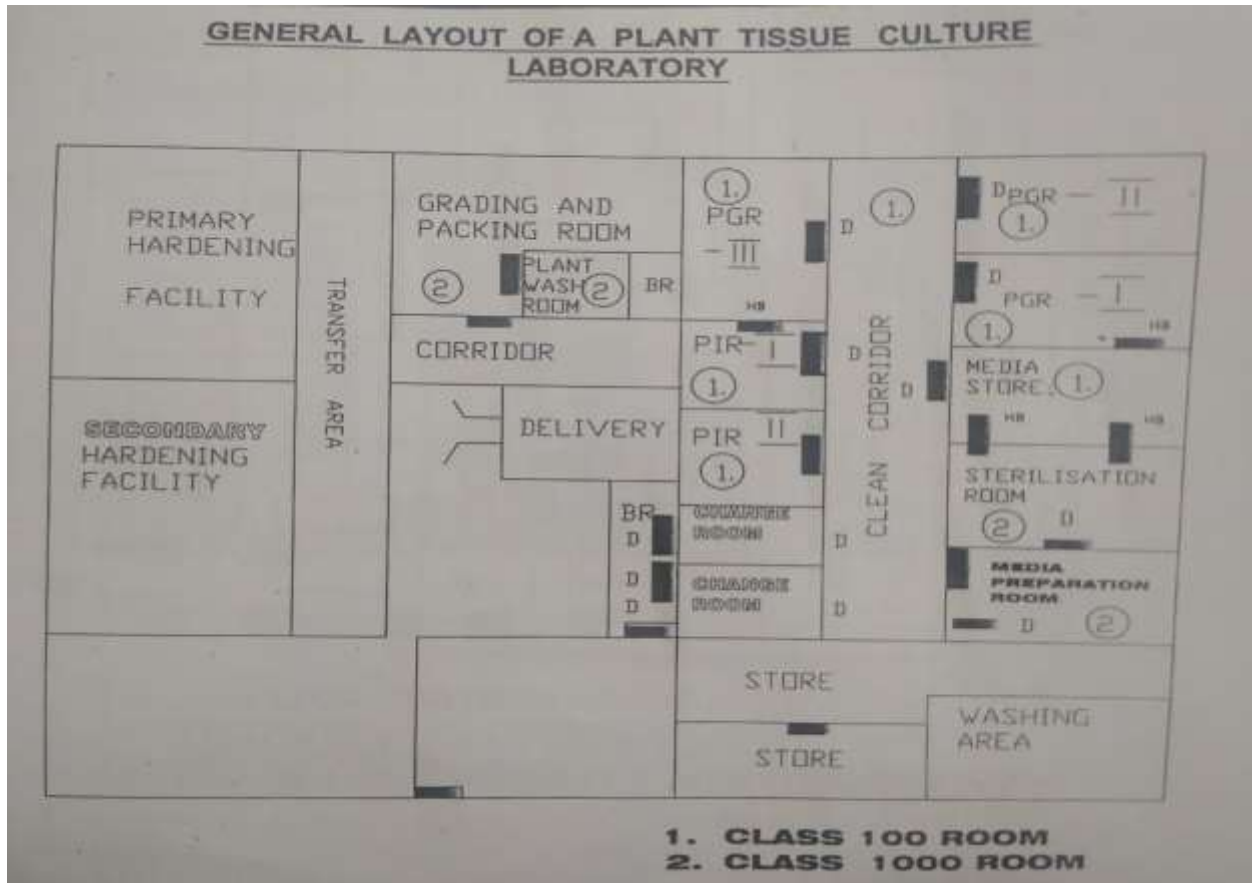 GENERAL LAYOUT OF A PLANT TISSUE CULTURE
LABORATORY
PRIMARY
HARDENING
FACILITY
TRANSFER AREA
GRADING AND
PACKING ROOM
2
PLANT
WASH
ROOM
2
BR
1.
PGR
- III
HB
D
1.
D
PGR - II
1.
D
PGR - I
1.
HB
CORRIDOR
PIR- I
1.
D
CLEAN CORRIDOR
D
MEDIA
STORE.
1.
HB
HB
SECONDARY
HARDENING
FACILITY
DELIVERY
PIR II
1.
STERILISATION
ROOM
2
D
BR
D
D
D
CHANGE
ROOM
D
CHANGE
ROOM
D
MEDIA
PREPARATION
ROOM
D
2
STORE
STORE
WASHING
AREA
1. CLASS 100 ROOM
2. CLASS 1000 ROOM